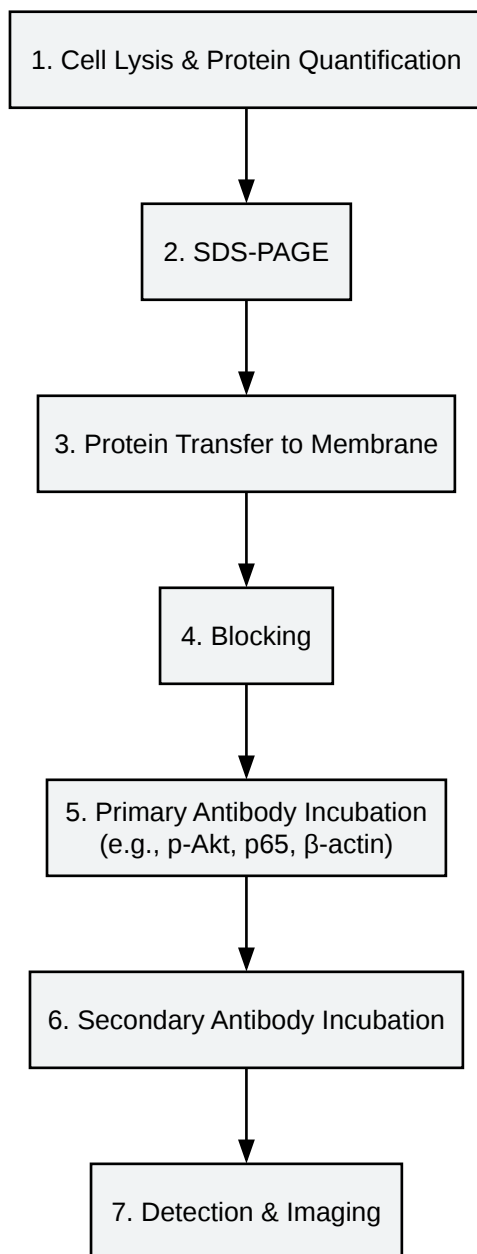 1. Cell Lysis & Protein Quantification
2. SDS-PAGE
3. Protein Transfer to Membrane
4. Blocking
5. Primary Antibody Incubation
(e.g., p-Akt, p65, β-actin)
6. Secondary Antibody Incubation
7. Detection & Imaging